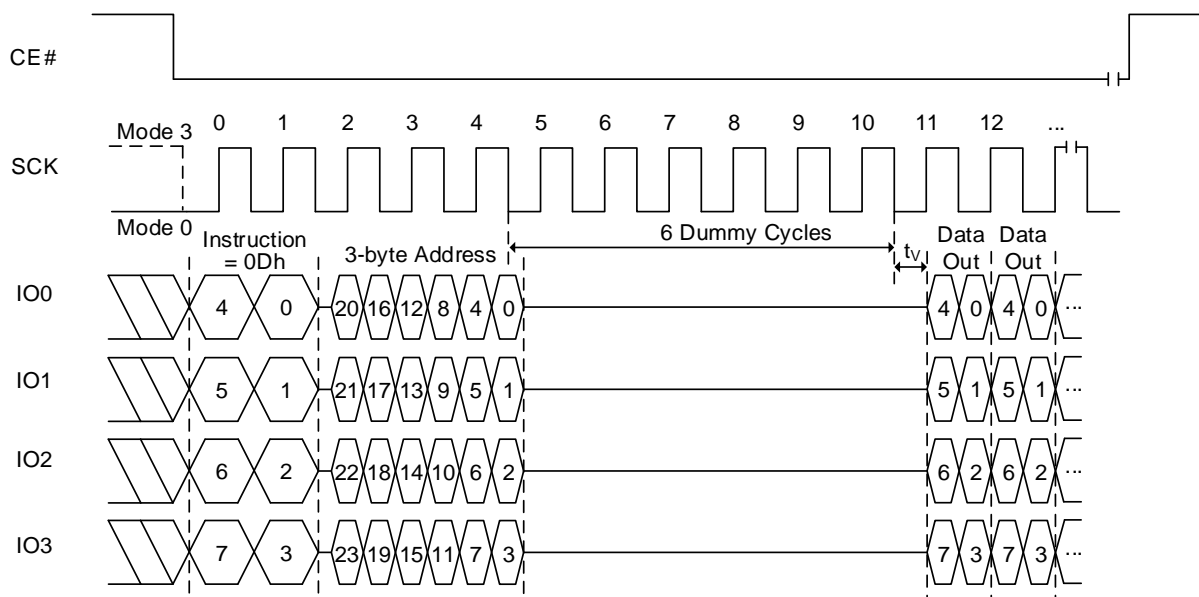 CE#
Mode 3
0 1 2 3 4 5 6 7 8 9 10 11 12 ...
SCK
Mode 0
Instruction
= 0Dh
3-byte Address
6 Dummy Cycles
tV
Data
Out
Data
Out
IO0
4 0 20 16 12 8 4 0 4 0 4 0 ...
IO1
5 1 21 17 13 9 5 1 5 1 5 1 ...
IO2
6 2 22 18 14 10 6 2 6 2 6 2 ...
IO3
7 3 23 19 15 11 7 3 7 3 7 3 ...